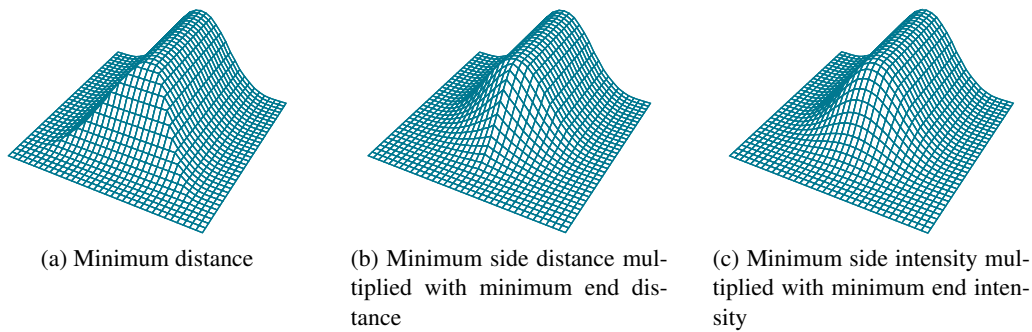 (a) Minimum distance
(b) Minimum side distance mul-
tiplied with minimum end dis-
tance
(c) Minimum side intensity mul-
tiplied with minimum end inten-
sity